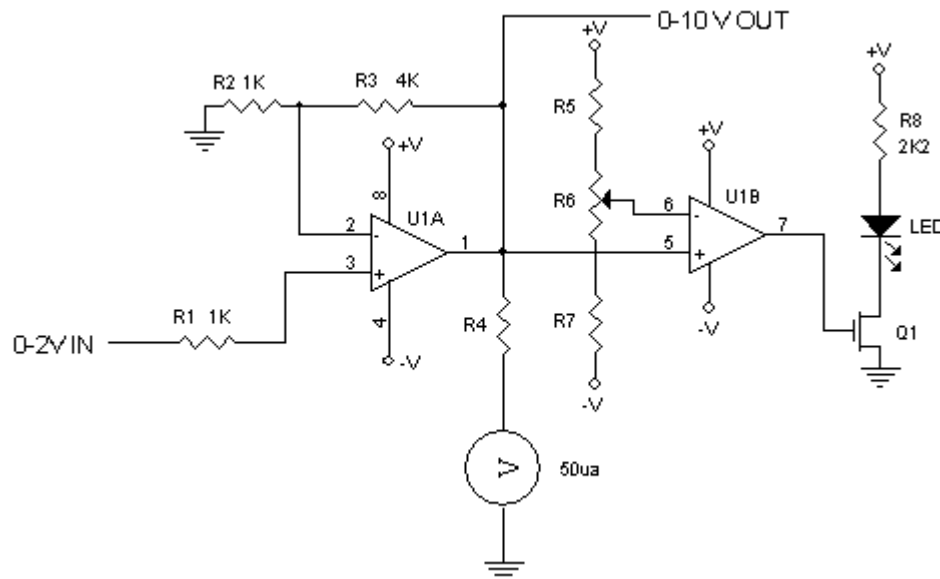 0-10V OUT
+V
+V
R2 1K
R3 4K
R5
R8
2K2
+V
+V
8
U1A
R6
U1B
LED
2
-
1
6
-
7
3
+
5
+
4
-V
R1 1K
0-2V IN
R4
R7
-V
Q1
-V
V
50ua